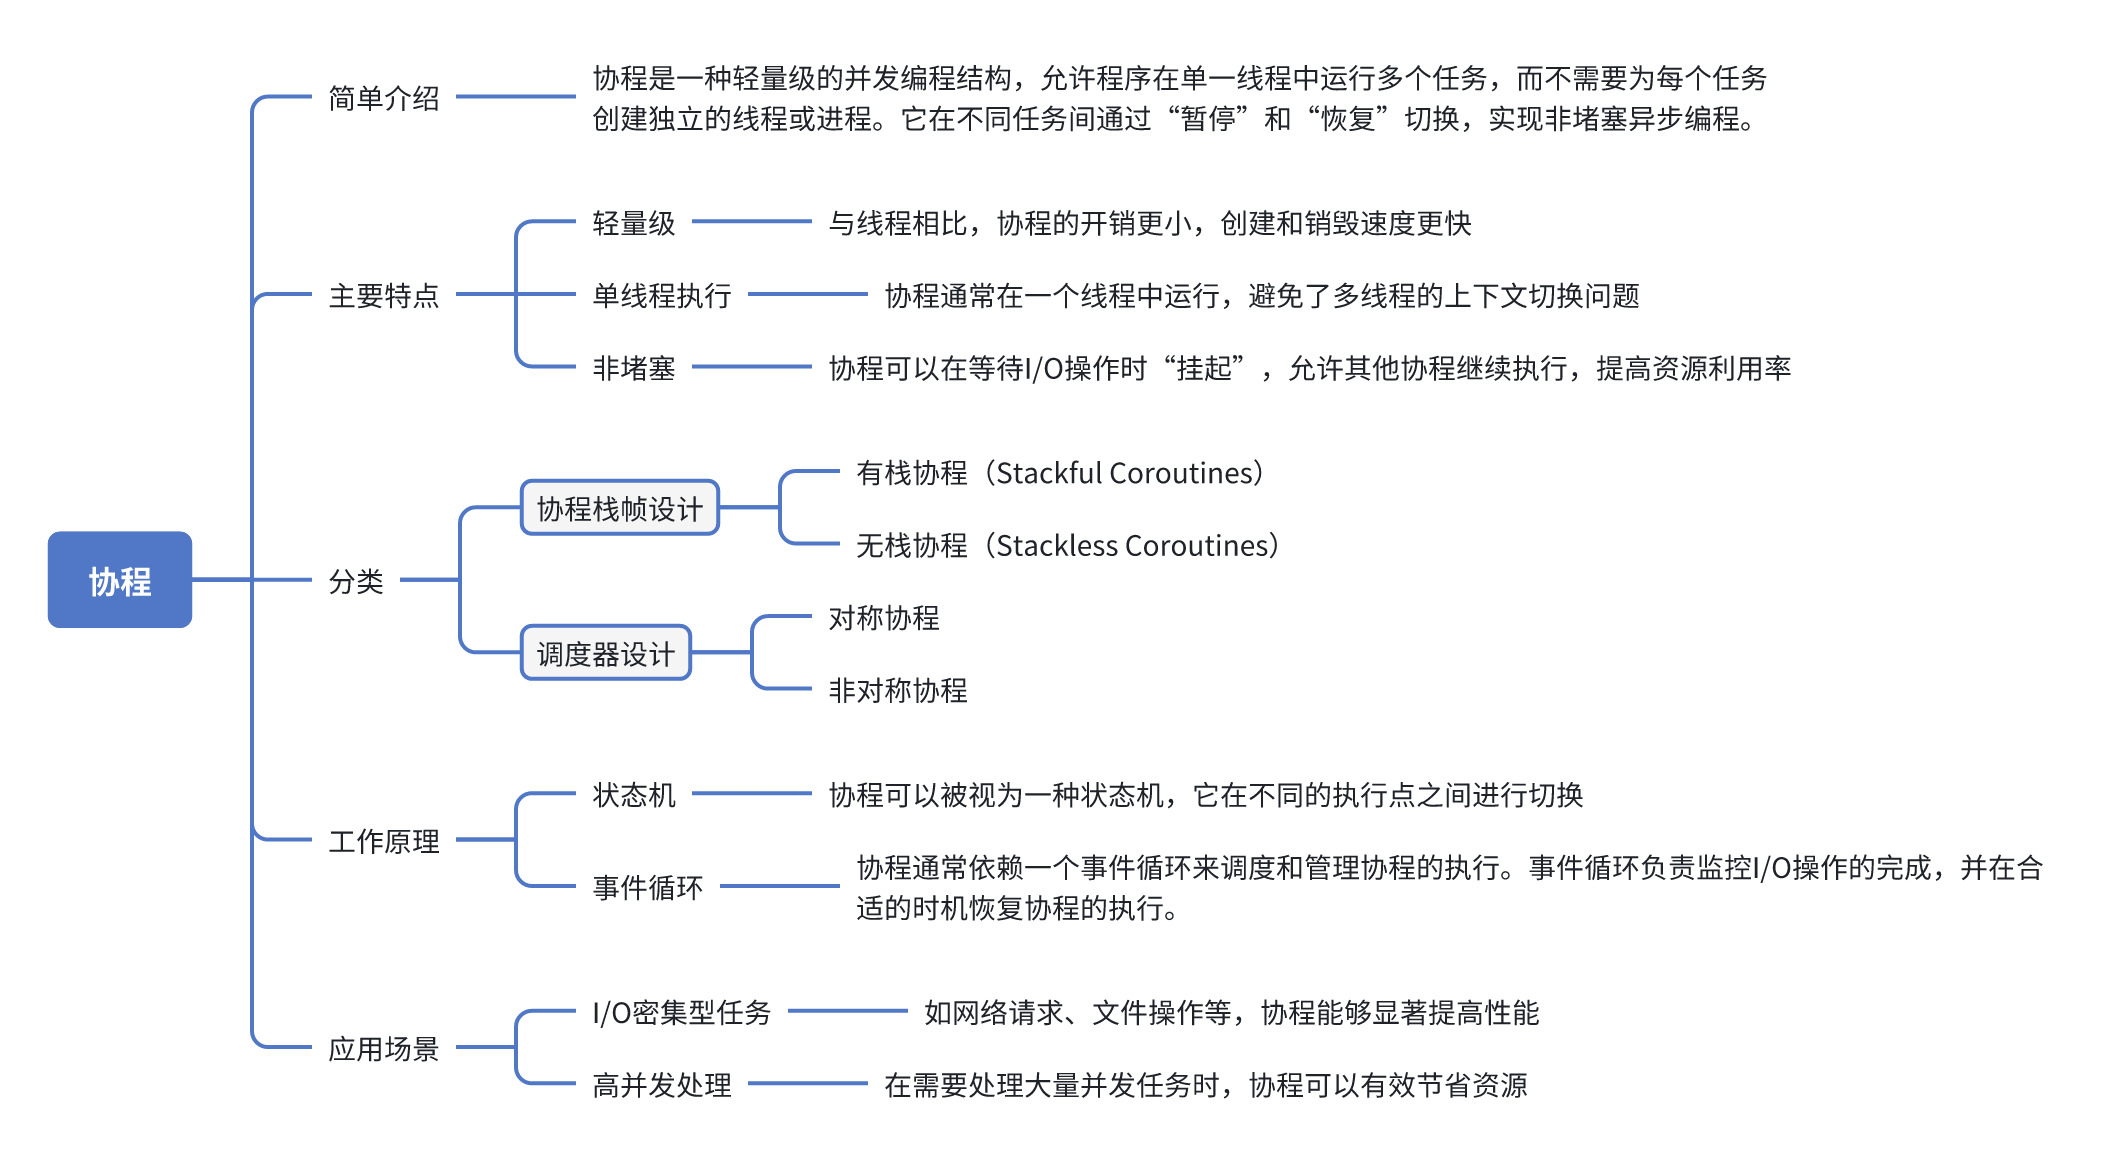 协程
简单介绍
协程是一种轻量级的并发编程结构，允许程序在单一线程中运行多个任务，而不需要为每个任务
创建独立的线程或进程。它在不同任务间通过“暂停”和“恢复”切换，实现非堵塞异步编程。
主要特点
轻量级
与线程相比，协程的开销更小，创建和销毁速度更快
单线程执行
协程通常在一个线程中运行，避免了多线程的上下文切换问题
非堵塞
协程可以在等待I/O操作时“挂起”，允许其他协程继续执行，提高资源利用率
分类
协程栈帧设计
有栈协程（Stackful Coroutines）
无栈协程（Stackless Coroutines）
调度器设计
对称协程
非对称协程
工作原理
状态机
协程可以被视为一种状态机，它在不同的执行点之间进行切换
事件循环
协程通常依赖一个事件循环来调度和管理协程的执行。事件循环负责监控I/O操作的完成，并在合
适的时机恢复协程的执行。
应用场景
I/O密集型任务
如网络请求、文件操作等，协程能够显著提高性能
高并发处理
在需要处理大量并发任务时，协程可以有效节省资源